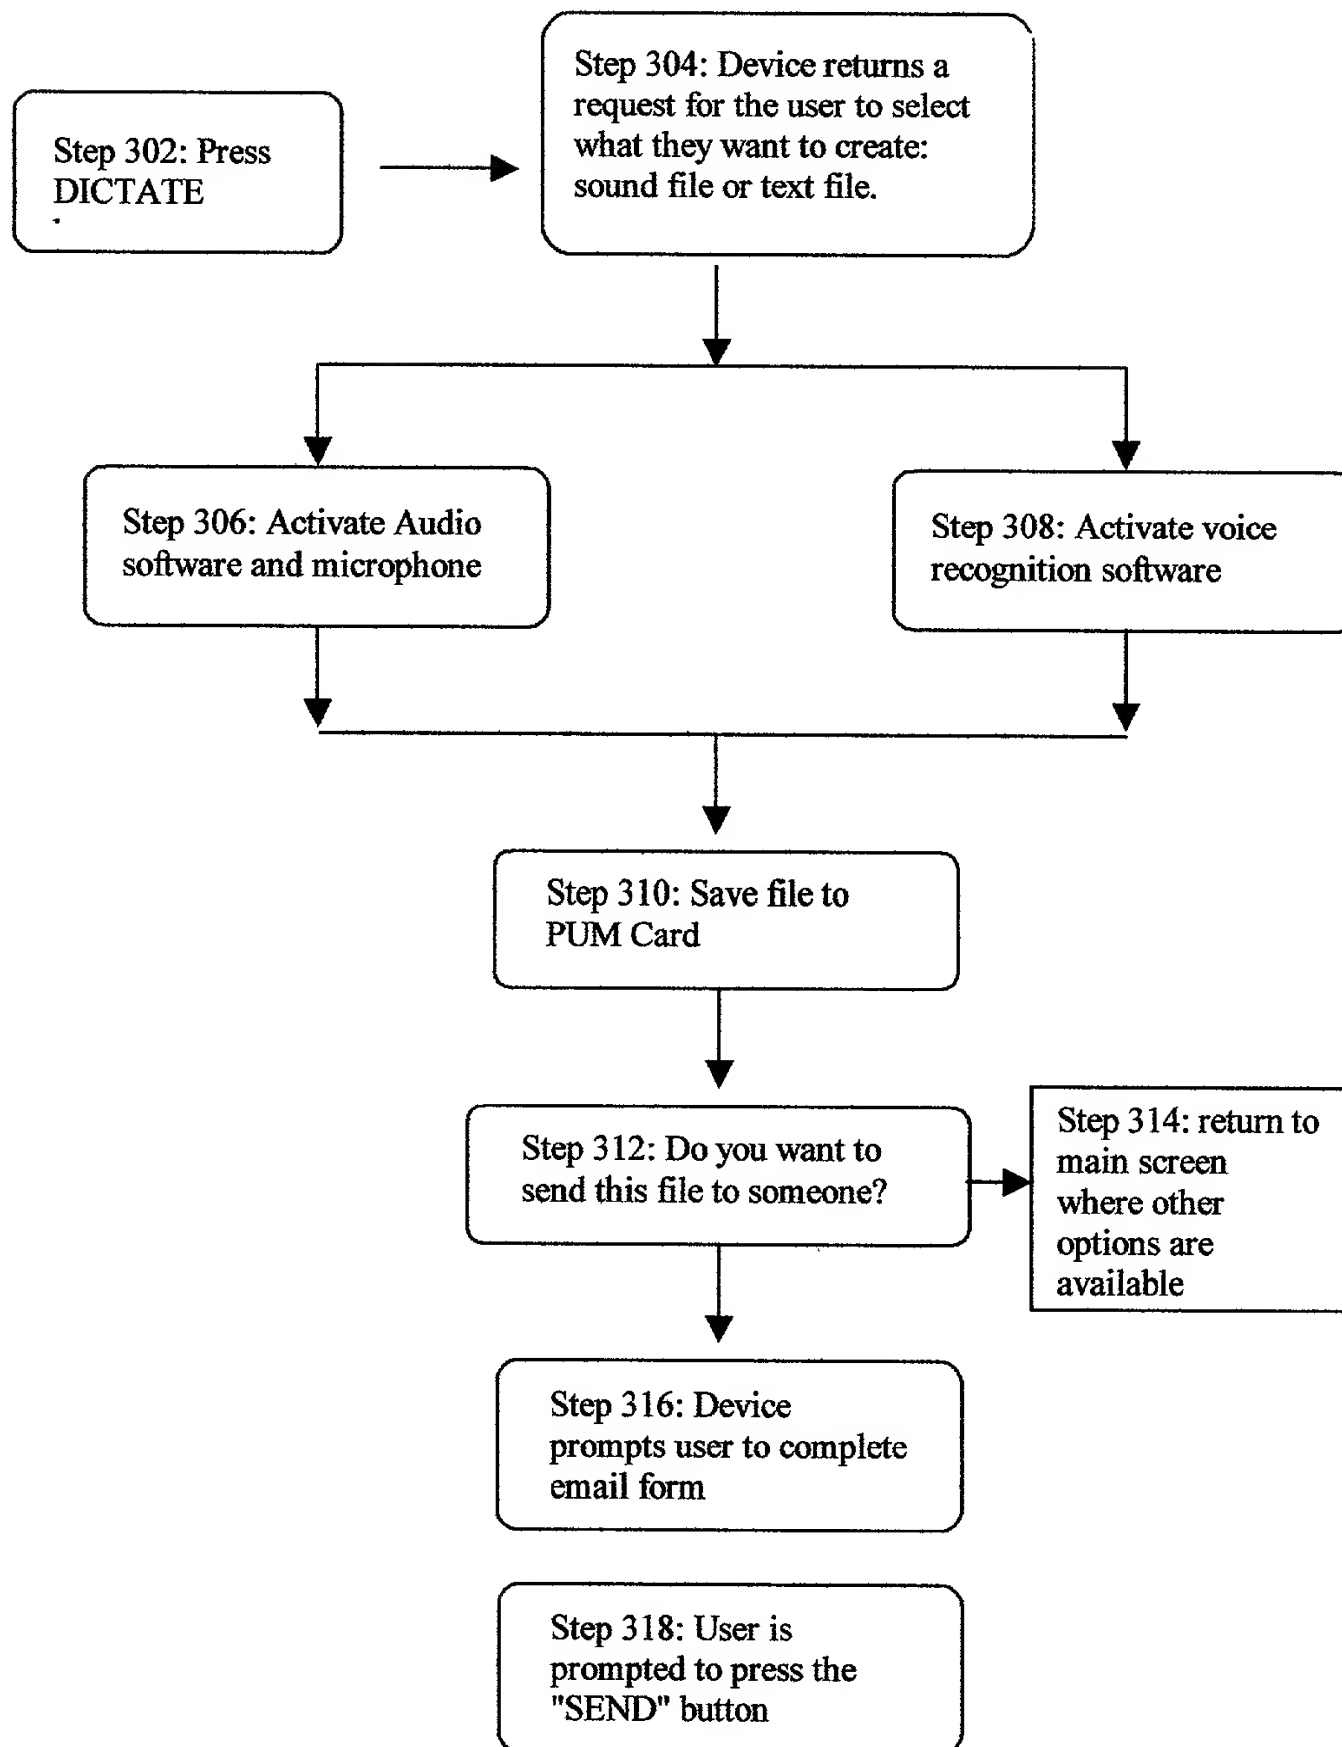 Step 302: Press
DICTATE
Step 304: Device returns a
request for the user to select
what they want to create:
sound file or text file.
Step 306: Activate Audio
software and microphone
Step 308: Activate voice
recognition software
Step 310: Save file to
PUM Card
Step 312: Do you want to
send this file to someone?
Step 314: return to
main screen
where other
options are
available
Step 316: Device
prompts user to complete
email form
Step 318: User is
prompted to press the
"SEND" button